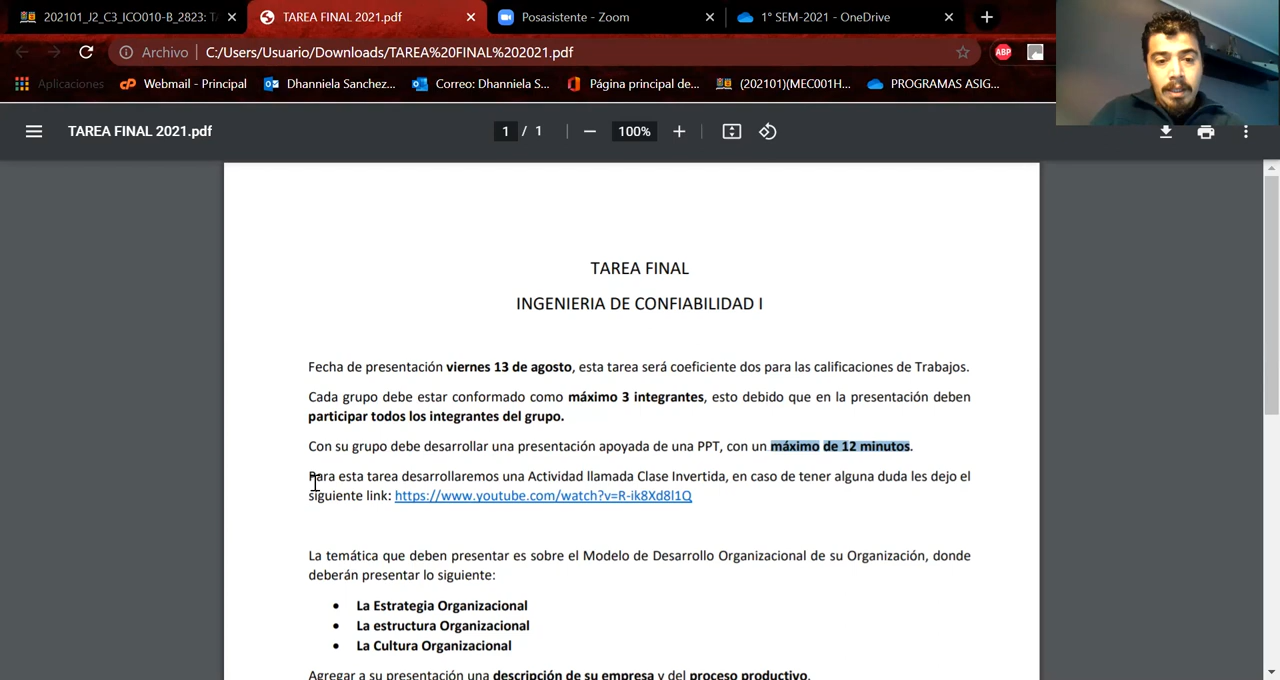 202101_J2_C3_ICO010-B_2823: TA
TAREA FINAL 2021.pdf
Posasistente - Zoom
1° SEM-2021 - OneDrive
Archivo
C:/Users/Usuario/Downloads/TAREA%20FINAL%202021.pdf
ABP
Aplicaciones
Webmail - Principal
Dhanniela Sanchez...
Correo: Dhanniela S...
Página principal de...
(202101)(MEC001H...
PROGRAMAS ASIG...
TAREA FINAL 2021.pdf
1 / 1
100%
TAREA FINAL
INGENIERIA DE CONFIABILIDAD I
Fecha de presentación viernes 13 de agosto, esta tarea será coeficiente dos para las calificaciones de Trabajos.
Cada grupo debe estar conformado como máximo 3 integrantes, esto debido que en la presentación deben
participar todos los integrantes del grupo.
Con su grupo debe desarrollar una presentación apoyada de una PPT, con un máximo de 12 minutos.
Para esta tarea desarrollaremos una Actividad llamada Clase Invertida, en caso de tener alguna duda les dejo el
siguiente link: https://www.youtube.com/watch?v=R-ik8Xd8l1Q
La temática que deben presentar es sobre el Modelo de Desarrollo Organizacional de su Organización, donde
deberán presentar lo siguiente:
• La Estrategia Organizacional
• La estructura Organizacional
• La Cultura Organizacional
Agregar a su presentación una descripción de su empresa y del proceso productivo.